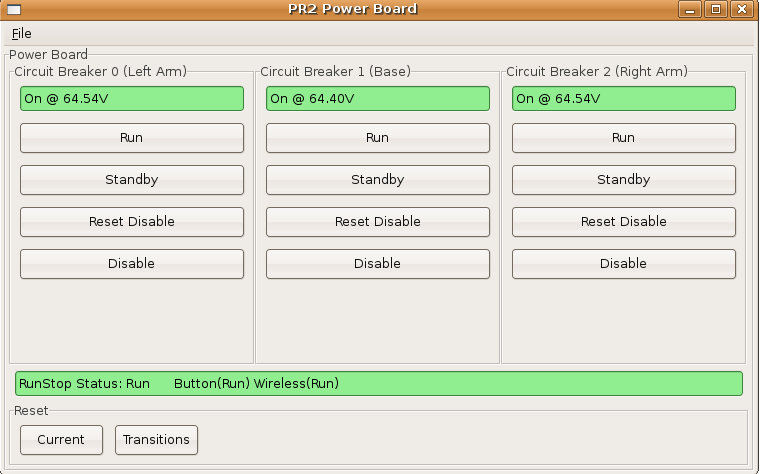 PR2 Power Board
File
Power Board
Circuit Breaker 0 (Left Arm) Circuit Breaker 1 (Base) Circuit Breaker 2 (Right Arm)
On @ 64.54V On @ 64.40V On @ 64.54V
Run Run Run
Standby Standby Standby
Reset Disable Reset Disable Reset Disable
Disable Disable Disable
RunStop Status: Run Button(Run) Wireless(Run)
Reset
Current Transitions